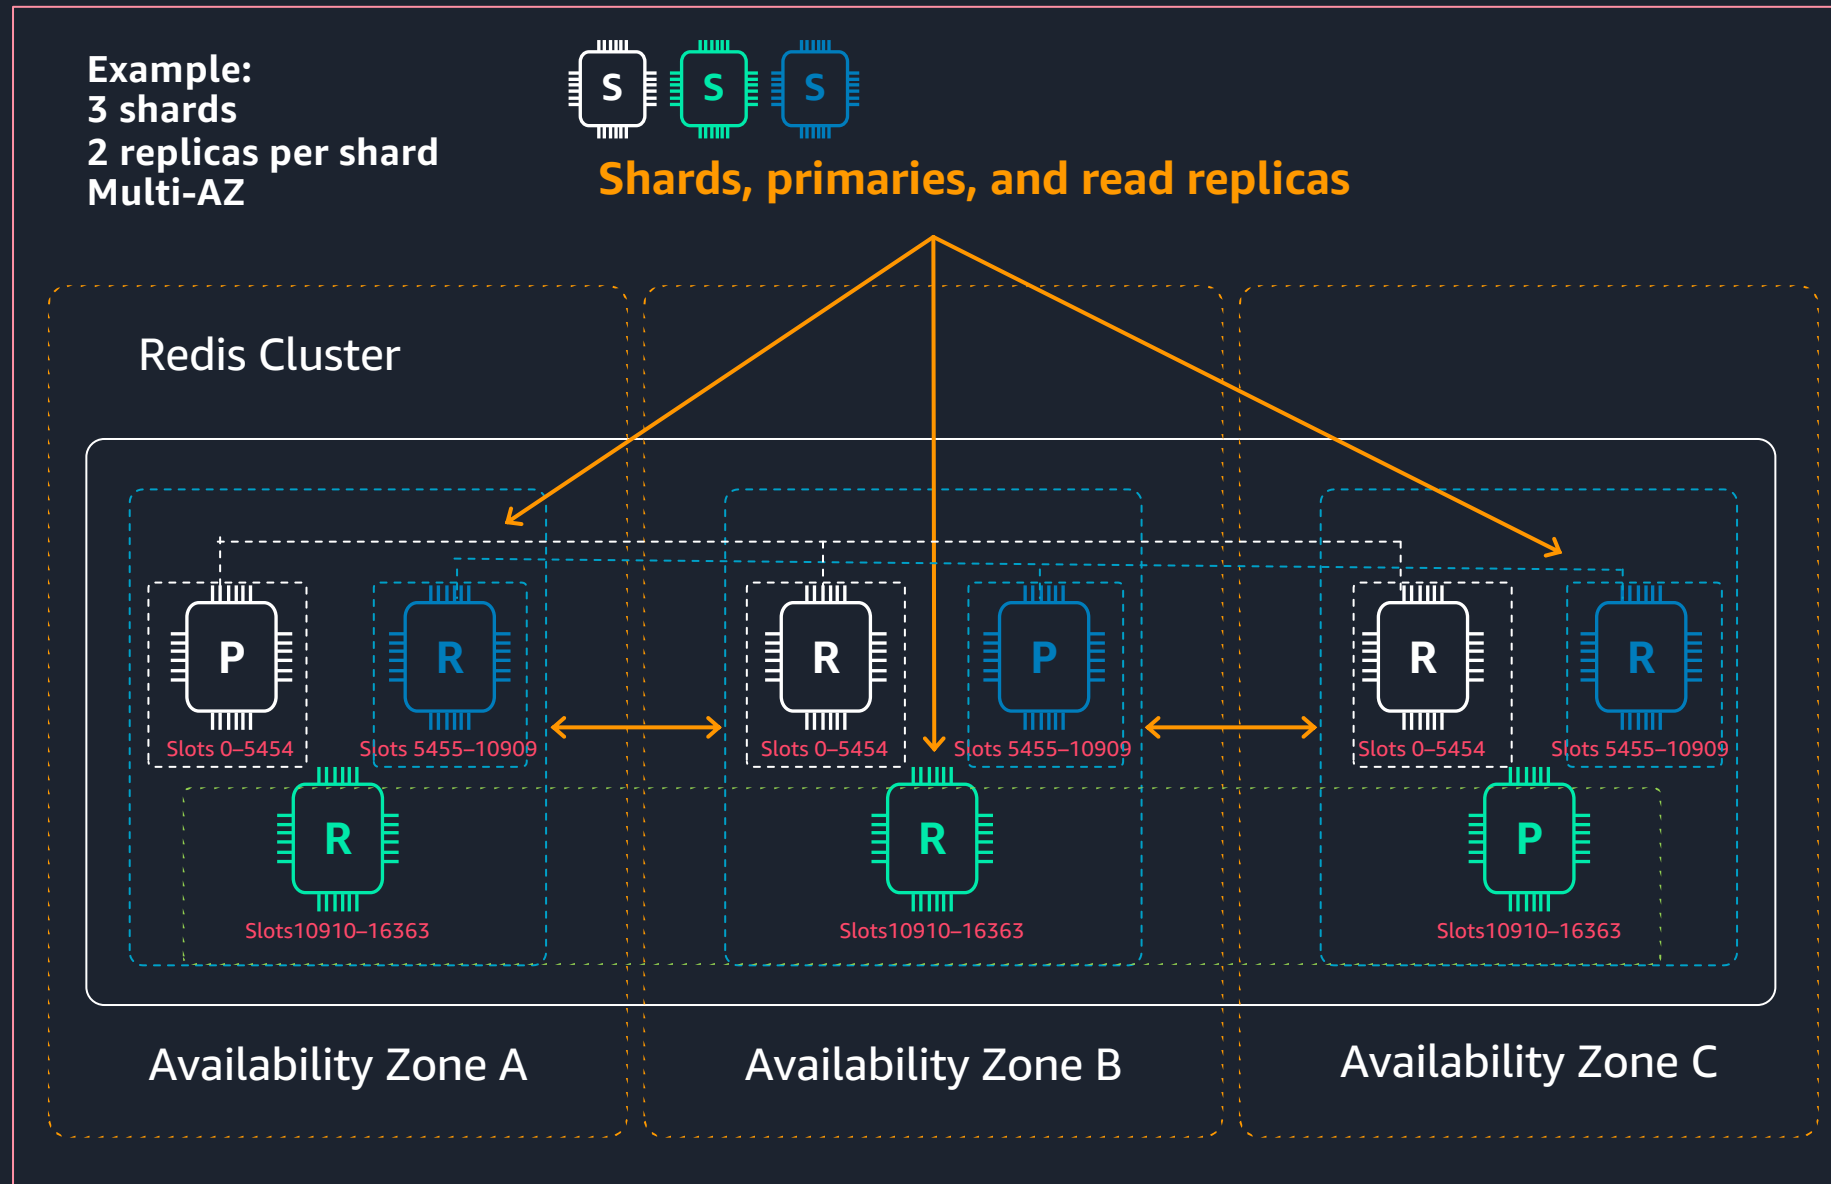 Example:
3 shards
2 replicas per shard
Multi-AZ
S S S
Shards, primaries, and read replicas
Redis Cluster
P R R P R R
Slots 0–5454 Slots 5455–10909 Slots 0–5454 Slots 5455–10909 Slots 0–5454 Slots 5455–10909
R R P
Slots10910–16363 Slots10910–16363 Slots10910–16363
Availability Zone A Availability Zone B Availability Zone C